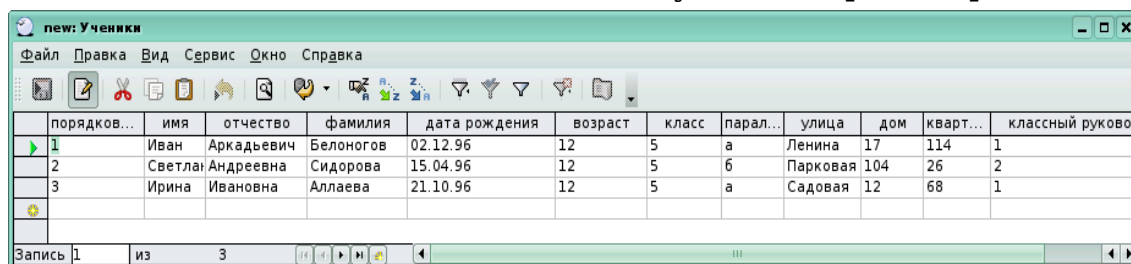 new: Ученики
Файл Правка Вид Сервис Окно Справка
порядков... имя отчество фамилия дата рождения возраст класс парал... улица дом кварт... классный руково
1 Иван Аркадьевич Белоногов 02.12.96 12 5 а Ленина 17 114 1
2 Светлан Андреевна Сидорова 15.04.96 12 5 б Парковая 104 26 2
3 Ирина Ивановна Аллаева 21.10.96 12 5 а Садовая 12 68 1
Запись 1 из 3